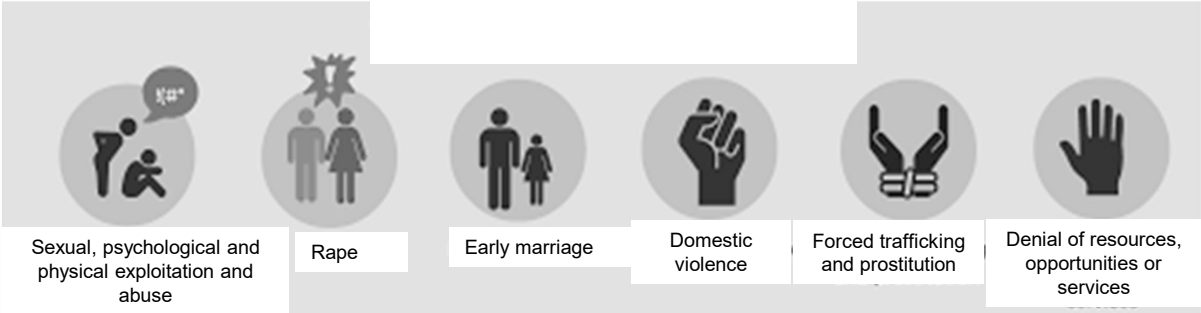 !#*
Sexual, psychological and
physical exploitation and
abuse
Rape
Early marriage
Domestic
violence
Forced trafficking
and prostitution
Denial of resources,
opportunities or
services